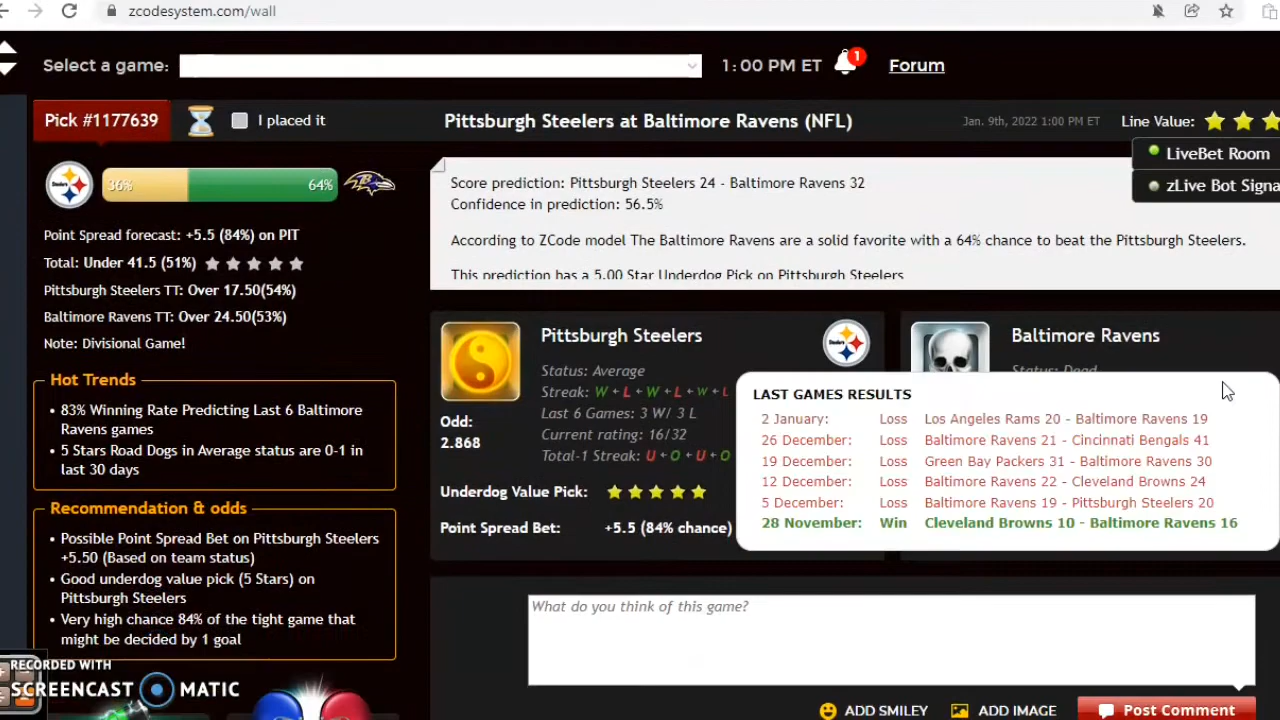 zcodesystem.com/wall
Select a game:
1:00 PM ET
1
Forum
Pick #1177639
I placed it
Pittsburgh Steelers at Baltimore Ravens (NFL)
Jan. 9th, 2022 1:00 PM ET
Line Value:
LiveBet Room
zLive Bot Signa
36%
64%
Score prediction: Pittsburgh Steelers 24 - Baltimore Ravens 32
Confidence in prediction: 56.5%
According to ZCode model The Baltimore Ravens are a solid favorite with a 64% chance to beat the Pittsburgh Steelers.
This prediction has a 5.00 Star Underdog Pick on Pittsburgh Steelers
Point Spread forecast: +5.5 (84%) on PIT
Total: Under 41.5 (51%)
Pittsburgh Steelers TT: Over 17.50(54%)
Baltimore Ravens TT: Over 24.50(53%)
Note: Divisional Game!
Hot Trends
• 83% Winning Rate Predicting Last 6 Baltimore
Ravens games
• 5 Stars Road Dogs in Average status are 0-1 in
last 30 days
Recommendation & odds
• Possible Point Spread Bet on Pittsburgh Steelers
+5.50 (Based on team status)
• Good underdog value pick (5 Stars) on
Pittsburgh Steelers
• Very high chance 84% of the tight game that
might be decided by 1 goal
Pittsburgh Steelers
Status: Average
Streak: W + L + W + L + W + L
Last 6 Games: 3 W/ 3 L
Current rating: 16/32
Total-1 Streak: U + O + U + O
Odd:
2.868
Underdog Value Pick:
Point Spread Bet: +5.5 (84% chance)
Baltimore Ravens
Status: Dead
LAST GAMES RESULTS
2 January: Loss Los Angeles Rams 20 - Baltimore Ravens 19
26 December: Loss Baltimore Ravens 21 - Cincinnati Bengals 41
19 December: Loss Green Bay Packers 31 - Baltimore Ravens 30
12 December: Loss Baltimore Ravens 22 - Cleveland Browns 24
5 December: Loss Baltimore Ravens 19 - Pittsburgh Steelers 20
28 November: Win Cleveland Browns 10 - Baltimore Ravens 16
What do you think of this game?
ADD SMILEY
ADD IMAGE
Post Comment
RECORDED WITH
SCREENCAST MATIC